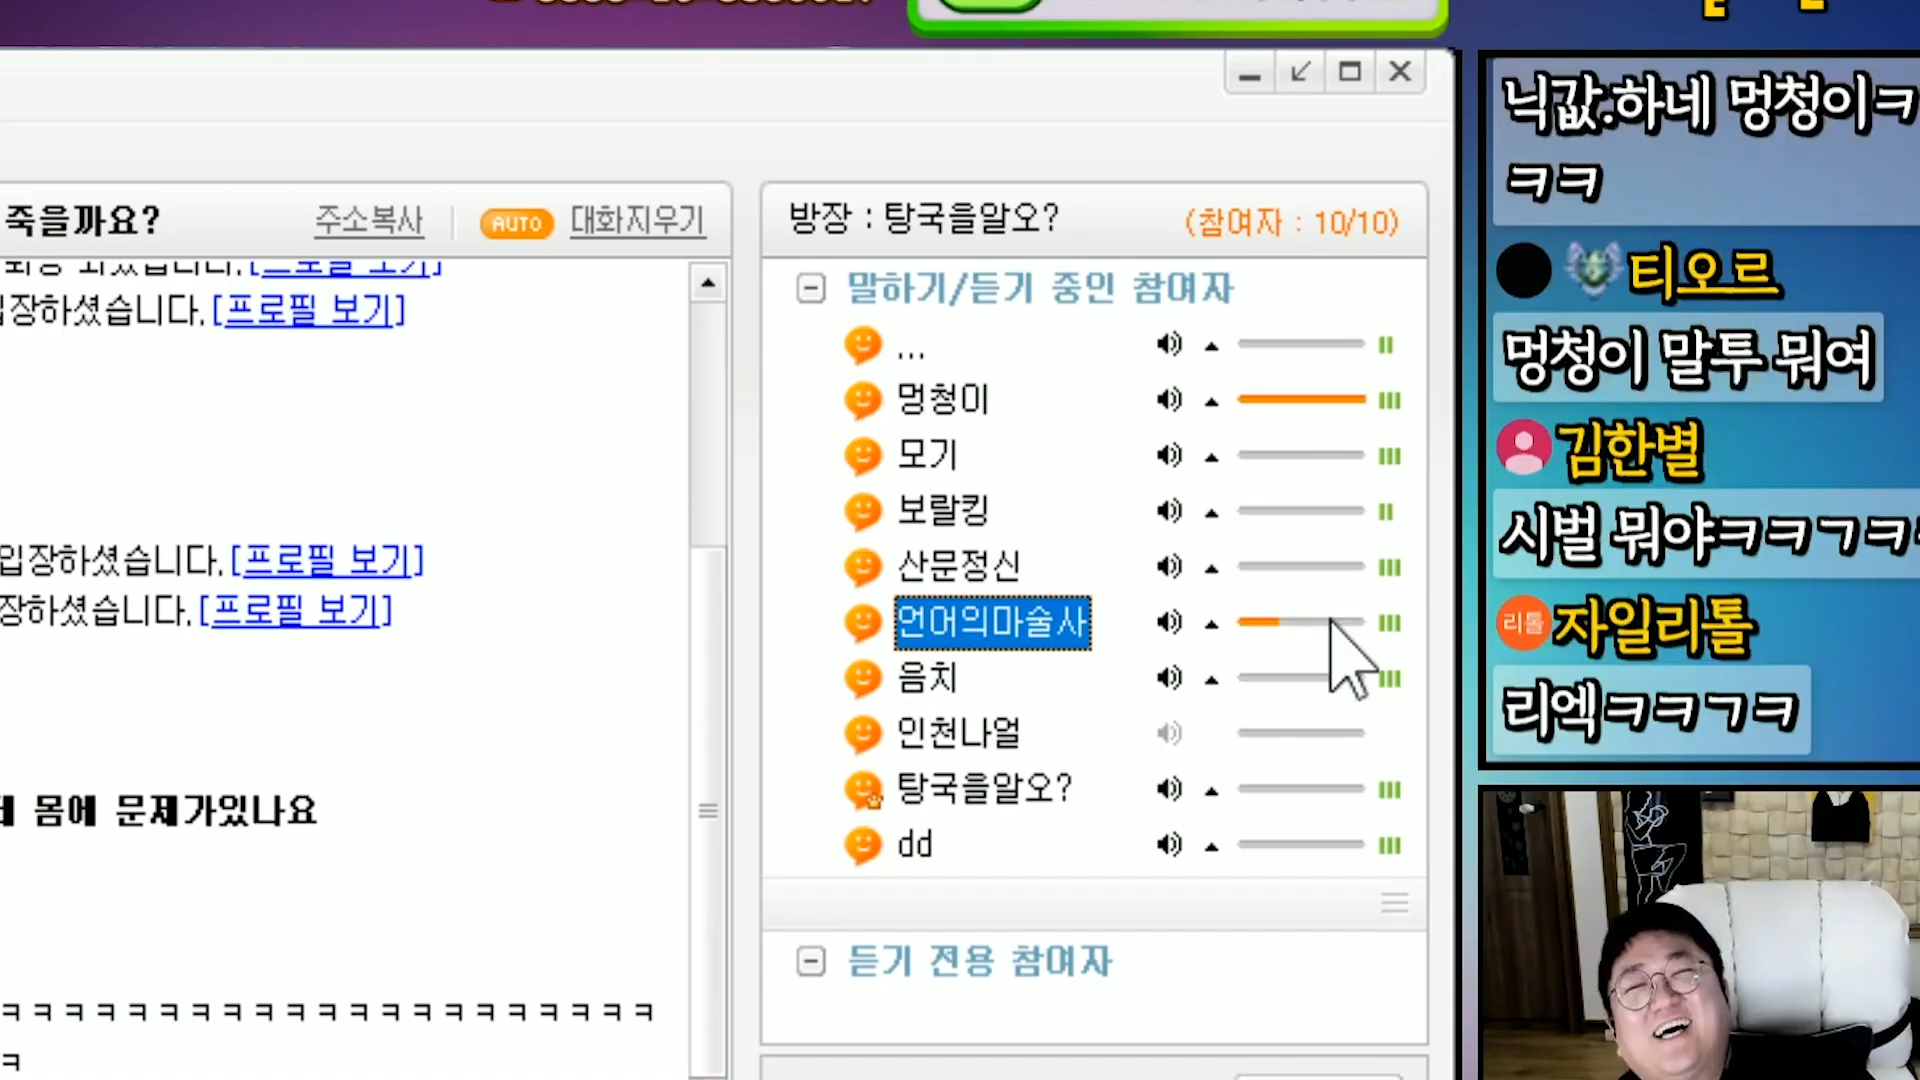 죽을까요?
주소복사
AUTO
대화지우기
입장하셨습니다.[프로필 보기]
입장하셨습니다.[프로필 보기]
장하셨습니다.[프로필 보기]
몸에 문제가있나요
ㅋㅋㅋㅋㅋㅋㅋㅋㅋㅋㅋㅋㅋㅋㅋㅋㅋㅋㅋㅋㅋ
ㅋ
방장 : 탕국을알오?
(참여자 : 10/10)
말하기/듣기 중인 참여자
...
멍청이
모기
보랄킹
산문정신
언어의마술사
음치
인천나얼
탕국을알오?
dd
듣기 전용 참여자
닉값.하네 멍청이ㅋ
ㅋㅋ
티오르
멍청이 말투 뭐여
김한별
시벌 뭐야ㅋㅋㄱㅋ
리톨
자일리톨
리엑ㅋㅋㄱㅋ